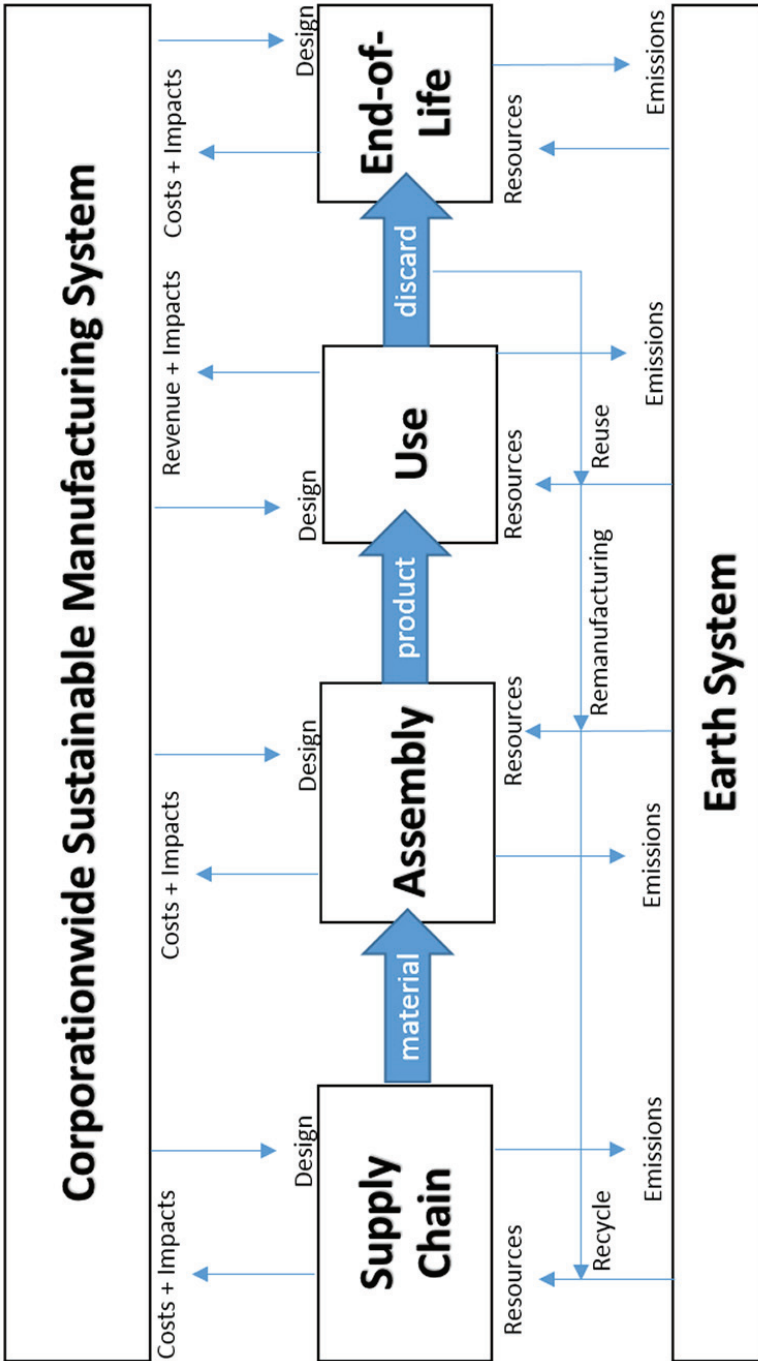 Corporationwide Sustainable Manufacturing System
Costs + Impacts
Costs + Impacts
Revenue + Impacts
Costs + Impacts
Design
Design
Design
Design
Supply
Chain
material
Assembly
product
Use
discard
End-of-
Life
Resources
Resources
Resources
Resources
Recycle
Remanufacturing
Reuse
Emissions
Emissions
Emissions
Emissions
Earth System